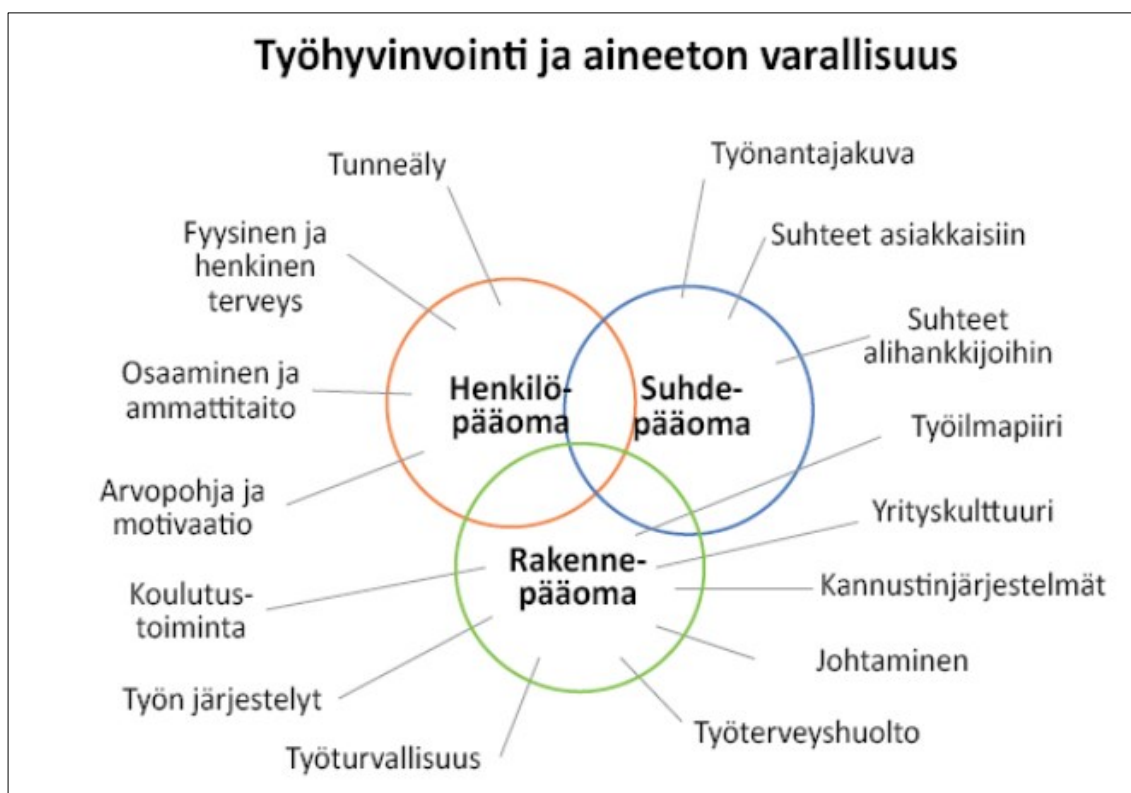 Työhyvinvointi ja aineeton varallisuus
Tunneäly
Työnantajakuva
Fyysinen ja
henkinen
terveys
Suhteet asiakkaisiin
Suhteet
alihankkijoihin
Osaaminen ja
ammattitaito
Henkilö-
pääoma
Suhde-
pääoma
Työilmapiiri
Arvopohja ja
motivaatio
Yrityskulttuuri
Rakenne-
pääoma
Koulutus-
toiminta
Kannustinjärjestelmät
Johtaminen
Työn järjestelyt
Työterveyshuolto
Työturvallisuus